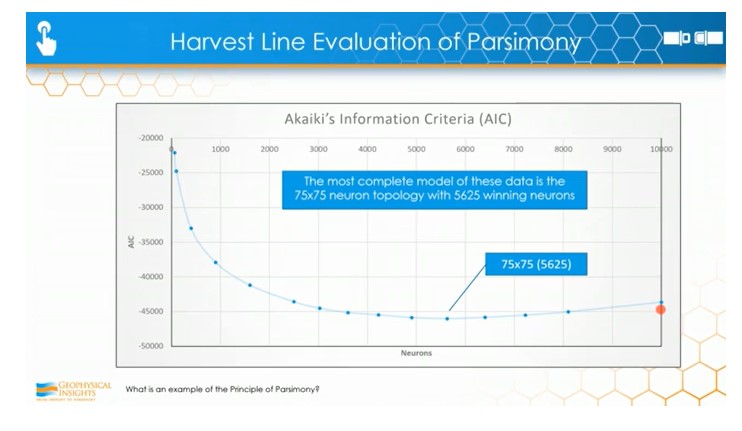 Harvest Line Evaluation of Parsimony
Akaiki's Information Criteria (AIC)
-20000
0 1000 2000 3000 4000 5000 6000 7000 8000 9000 10000
-25000
The most complete model of these data is the
75x75 neuron topology with 5625 winning neurons
-30000
-35000
AIC
75x75 (5625)
-40000
-45000
-50000
Neurons
GEOPHYSICAL
INSIGHTS
What is an example of the Principle of Parsimony?